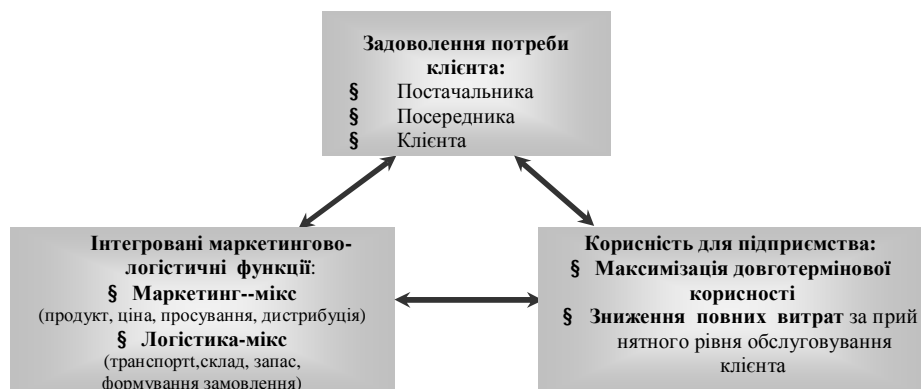 Задоволення потреби
клієнта:
§ Постачальника
§ Посередника
§ Клієнта
Інтегровані маркетингово-
логістичні функції:
§ Маркетинг--мікс
(продукт, ціна, просування, дистрибуція)
§ Логістика-мікс
(транспортt,склад, запас,
формування замовлення)
Корисність для підприємства:
§ Максимізація довготермінової
корисності
§ Зниження повних витрат за прий
нятного рівня обслуговування
клієнта